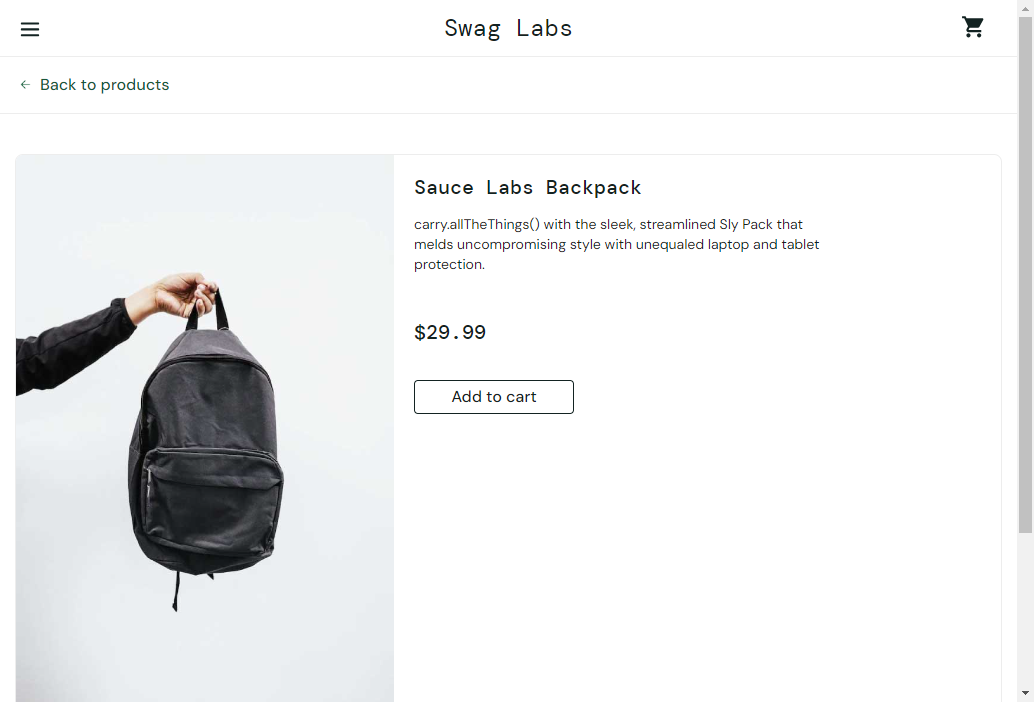 Swag Labs
← Back to products
Sauce Labs Backpack
carry.allTheThings() with the sleek, streamlined Sly Pack that
melds uncompromising style with unequaled laptop and tablet
protection.
$29.99
Add to cart